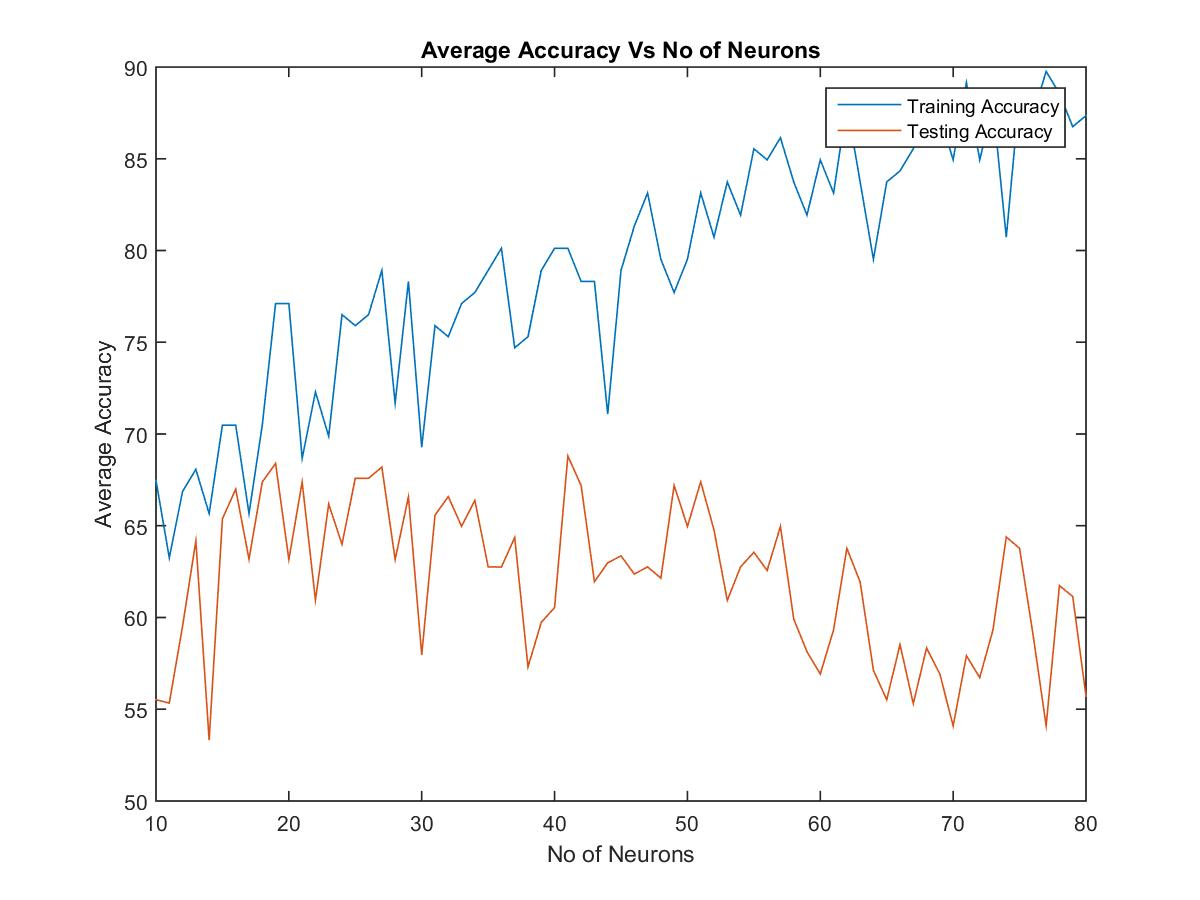 Average Accuracy Vs No of Neurons
Training Accuracy
Testing Accuracy
Average Accuracy
90
85
80
75
70
65
60
55
50
10 20 30 40 50 60 70 80
No of Neurons